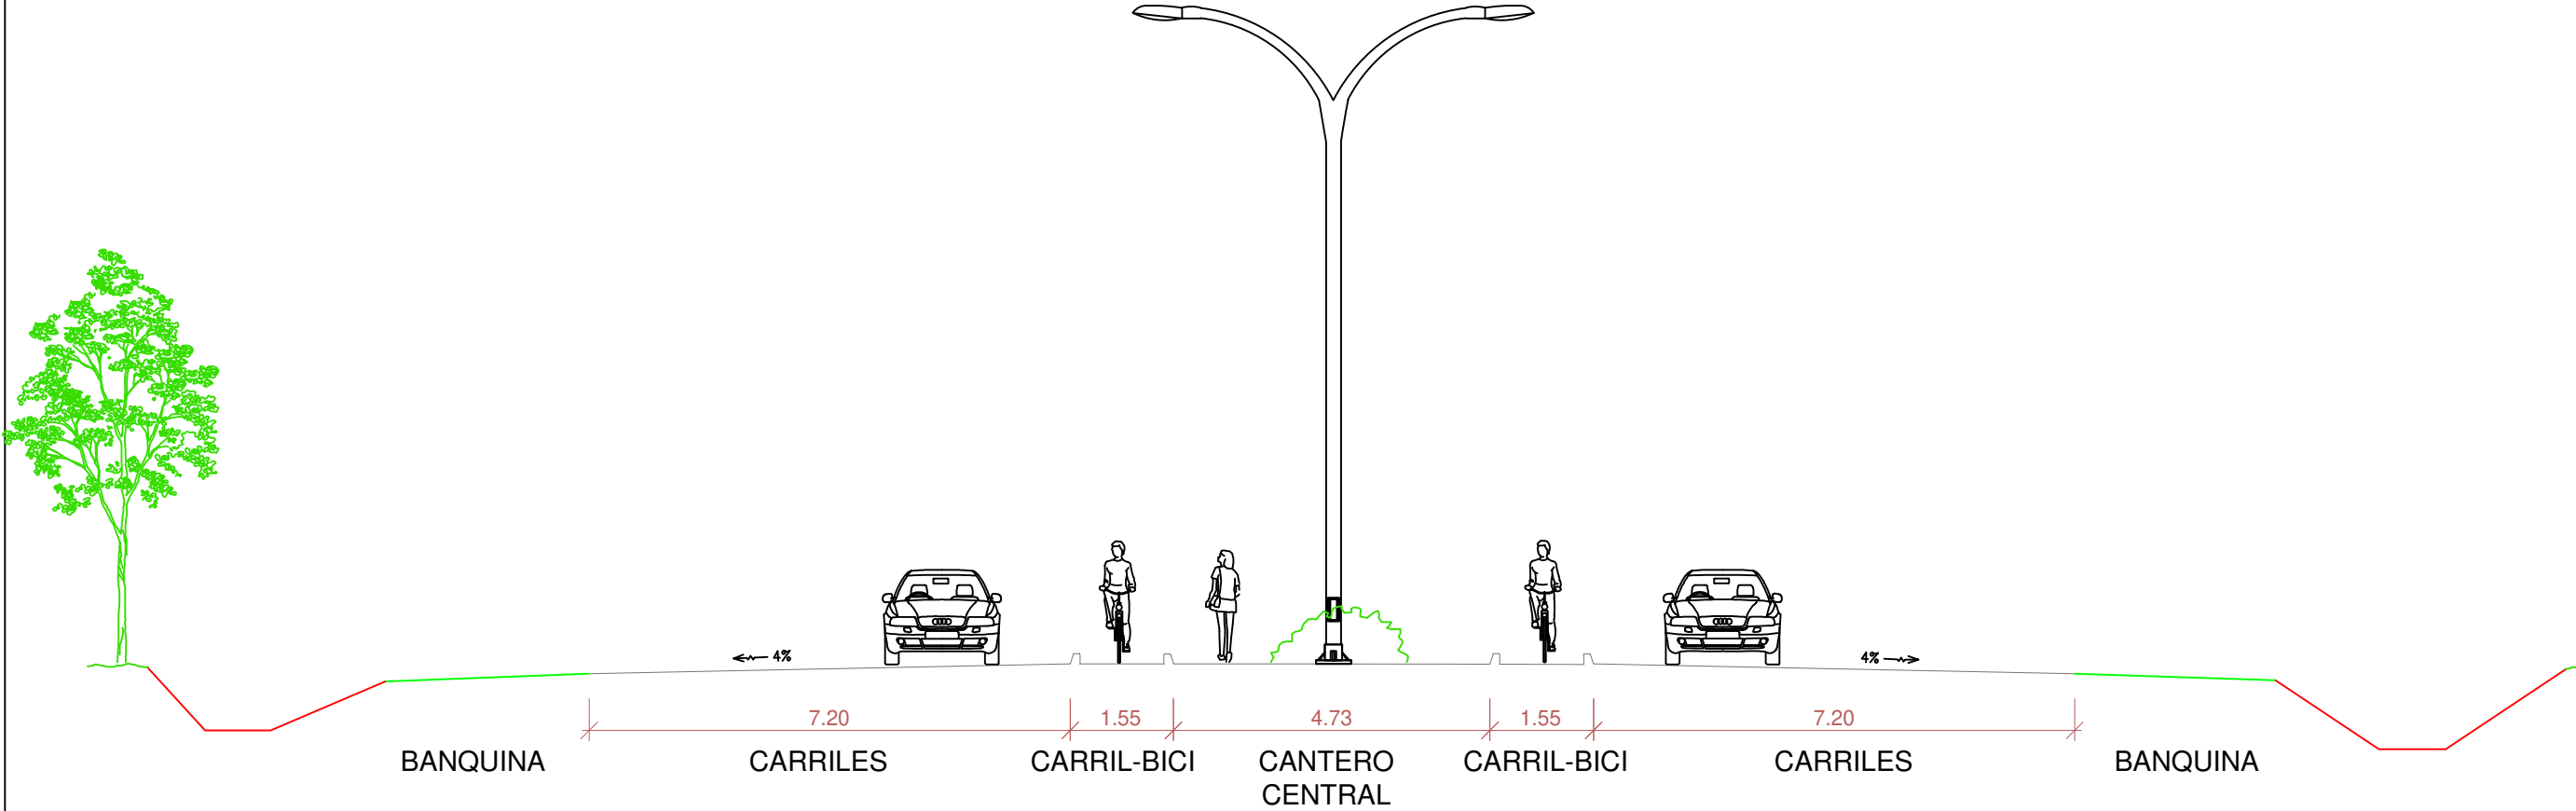 4%
4%
7.20
1.55
4.73
1.55
7.20
BANQUINA
CARRILES
CARRIL-BICI
CANTERO
CENTRAL
CARRIL-BICI
CARRILES
BANQUINA